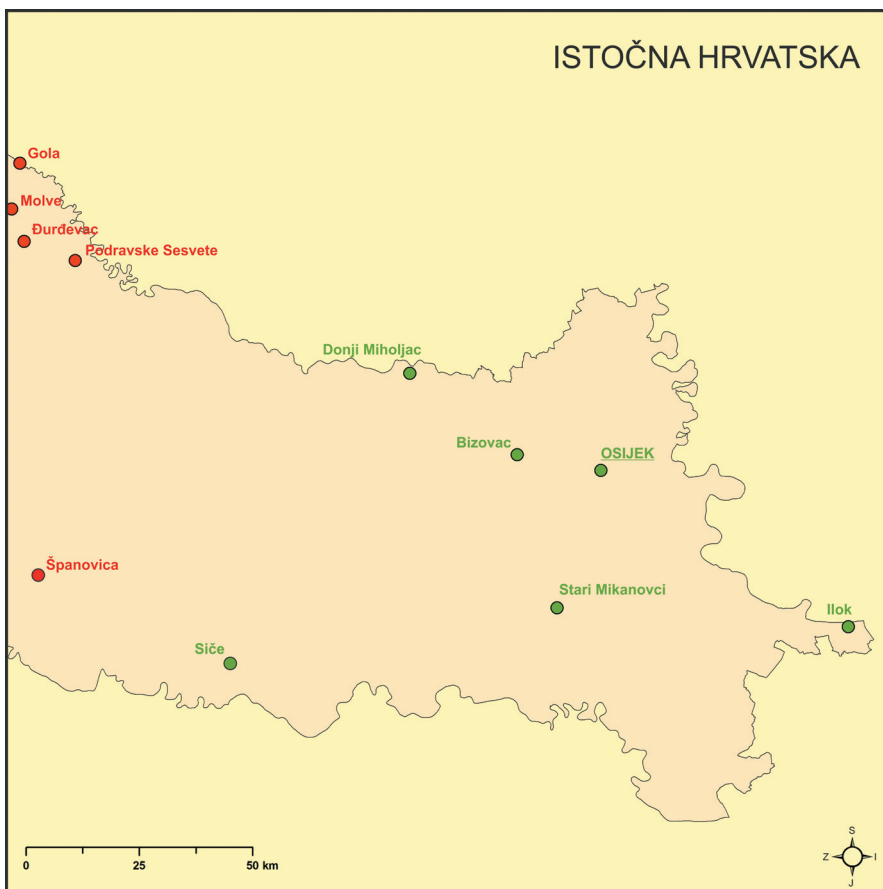 ISTOČNA HRVATSKA
Gola
Molve
Đurđevac
Podravske Sesvete
Donji Miholjac
Bizovac
OSIJEK
Španovica
Stari Mikanovci
Ilok
Siče
0 25 50 km
S
Z I
J